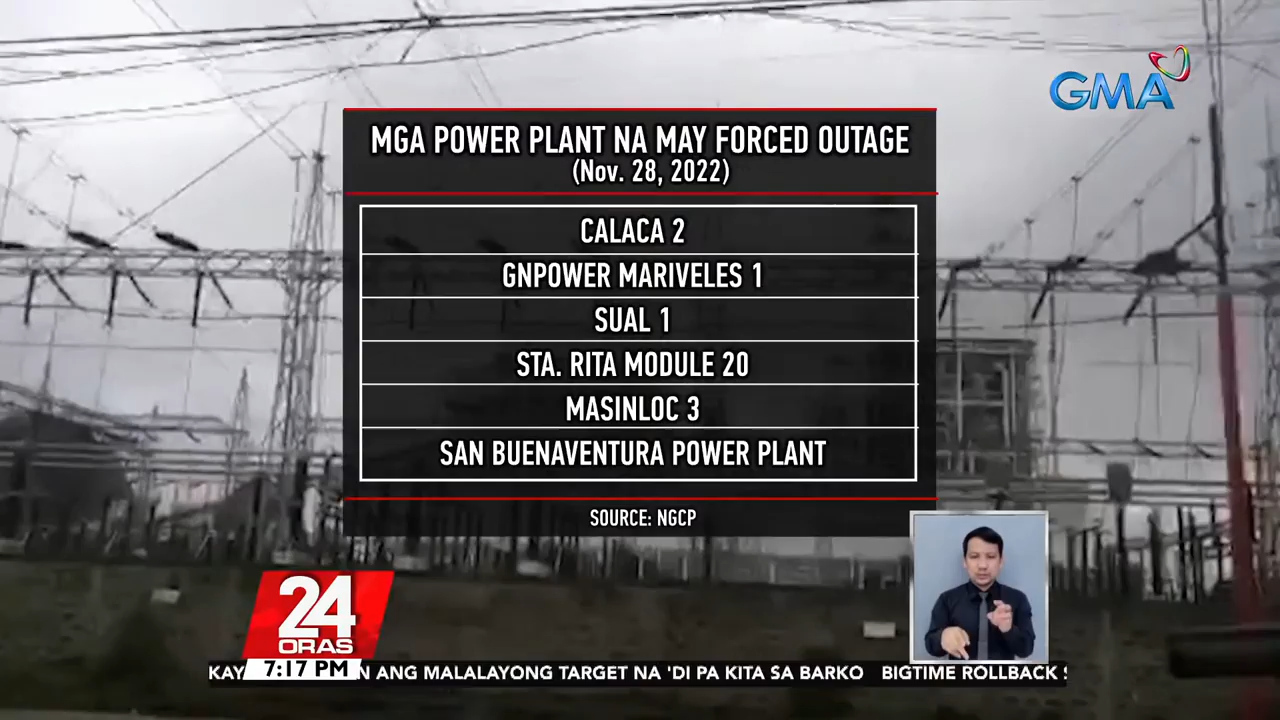 GMA
MGA POWER PLANT NA MAY FORCED OUTAGE
(Nov. 28, 2022)
CALACA 2
GNPOWER MARIVELES 1
SUAL 1
STA. RITA MODULE 20
MASINLOC 3
SAN BUENAVENTURA POWER PLANT
SOURCE: NGCP
24
ORAS
7:17 PM
ANG MALALAYONG TARGET NA 'DI PA KITA SA BARKO BIGTIME ROLLBACK